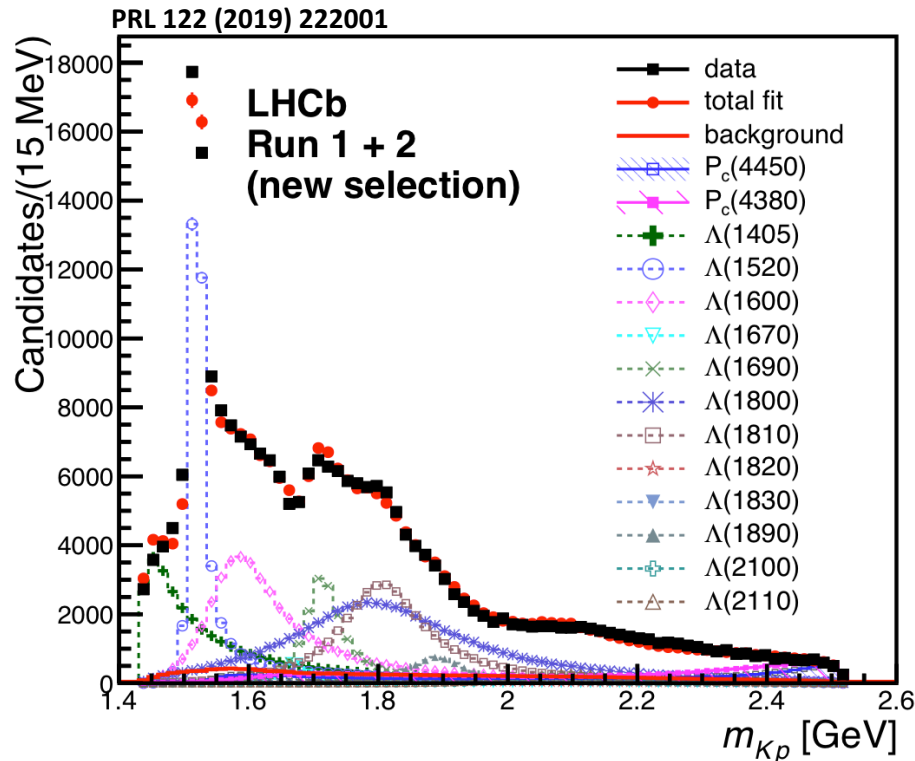 PRL 122 (2019) 222001
Candidates/(15 MeV)
18000
16000
14000
12000
10000
8000
6000
4000
2000
0
LHCb
Run 1 + 2
(new selection)
data
total fit
background
P_c(4450)
P_c(4380)
Λ(1405)
Λ(1520)
Λ(1600)
Λ(1670)
Λ(1690)
Λ(1800)
Λ(1810)
Λ(1820)
Λ(1830)
Λ(1890)
Λ(2100)
Λ(2110)
1.4 1.6 1.8 2 2.2 2.4 2.6
m_Kp [GeV]